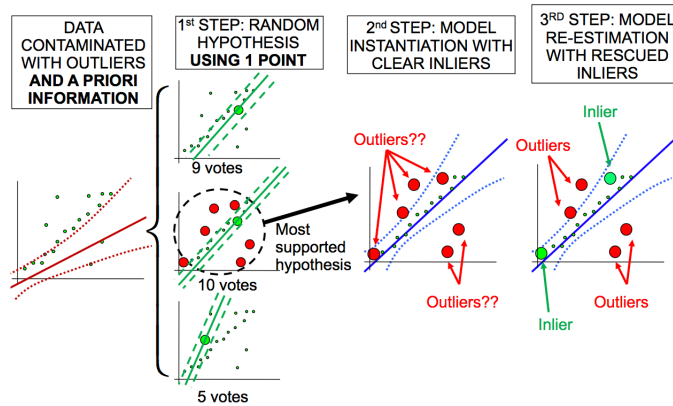 DATA
CONTAMINATED
WITH OUTLIERS
AND A PRIORI
INFORMATION
1st STEP: RANDOM
HYPOTHESIS
USING 1 POINT
9 votes
10 votes
5 votes
Most
supported
hypothesis
2nd STEP: MODEL
INSTANTIATION WITH
CLEAR INLIERS
Outliers??
Outliers??
3RD STEP: MODEL
RE-ESTIMATION
WITH RESCUED
INLIERS
Inlier
Outliers
Outliers
Inlier